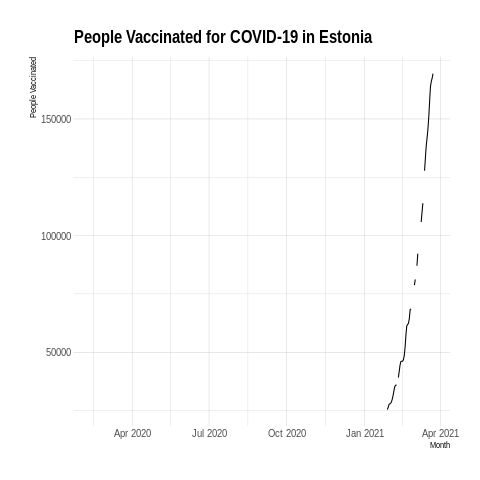 People Vaccinated for COVID-19 in Estonia
People Vaccinated
150000
100000
50000
Apr 2020
Jul 2020
Oct 2020
Jan 2021
Apr 2021
Month